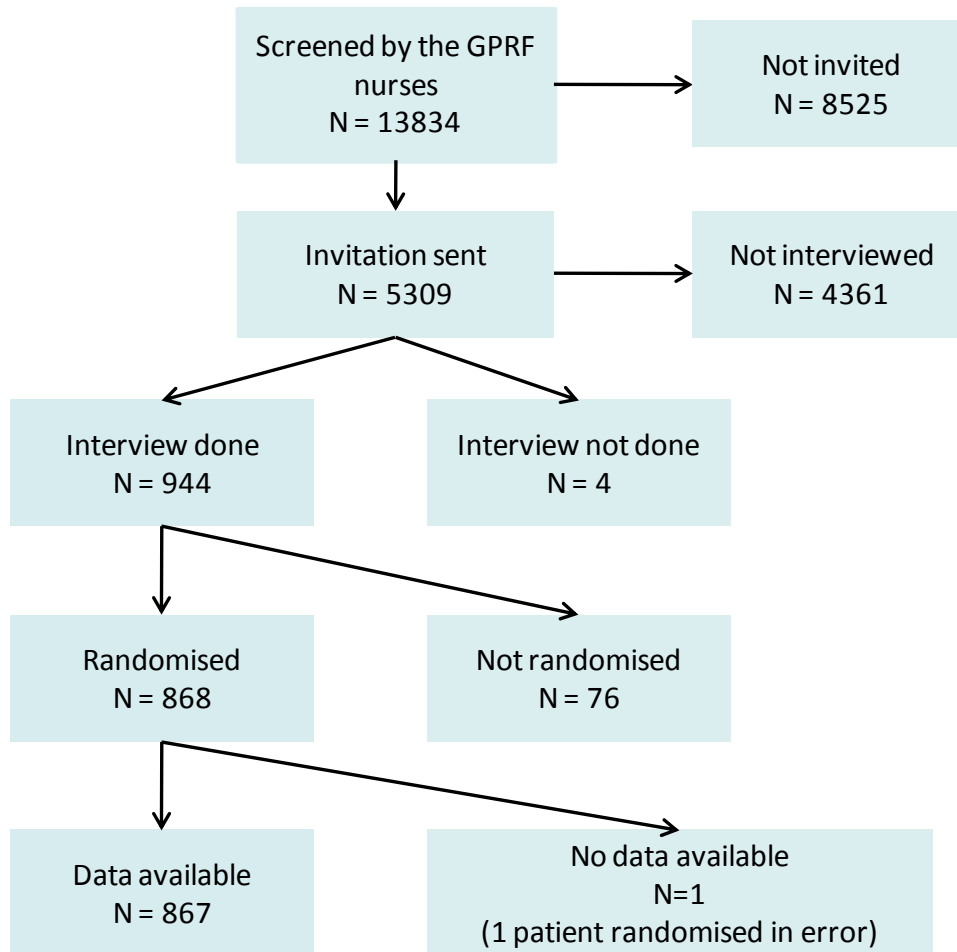 Screened by the GPRF
nurses
N = 13834
Not invited
N = 8525
Invitation sent
N = 5309
Not interviewed
N = 4361
Interview done
N = 944
Interview not done
N = 4
Randomised
N = 868
Not randomised
N = 76
Data available
N = 867
No data available
N=1
(1 patient randomised in error)